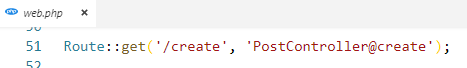 web.php
50
51 Route::get('/create', 'PostController@create');
52